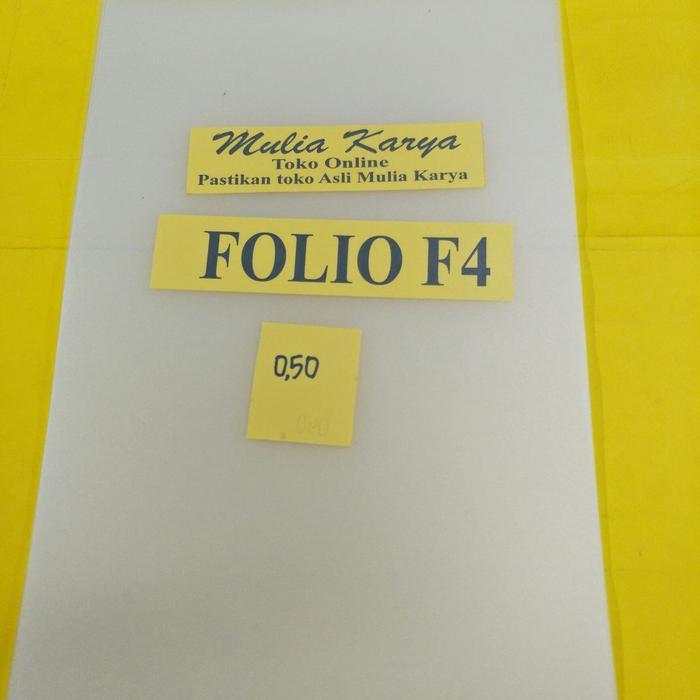 Mulia Karya
Toko Online
Pastikan toko Asli Mulia Karya
FOLIO F4
0,50